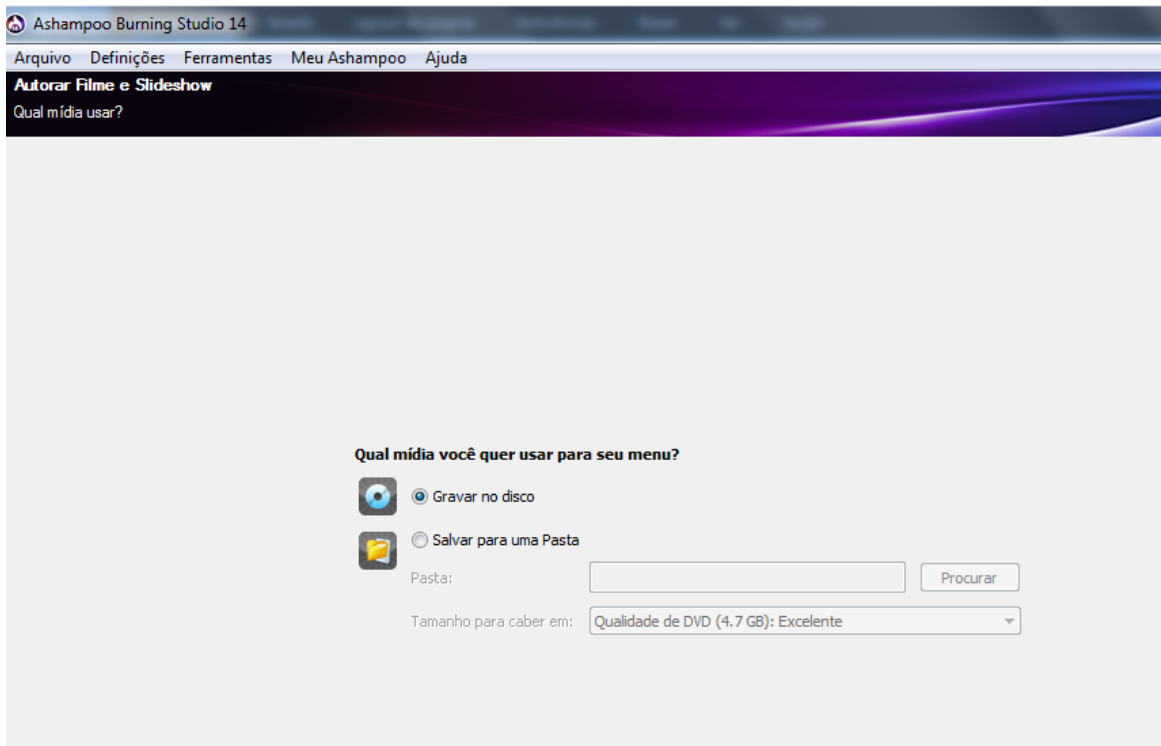 Ashampoo Burning Studio 14
Arquivo Definições Ferramentas Meu Ashampoo Ajuda
Autorar Filme e Slideshow
Qual mídia usar?
Qual mídia você quer usar para seu menu?
Gravar no disco
Salvar para uma Pasta
Pasta: Procurar
Tamanho para caber em: Qualidade de DVD (4.7 GB): Excelente